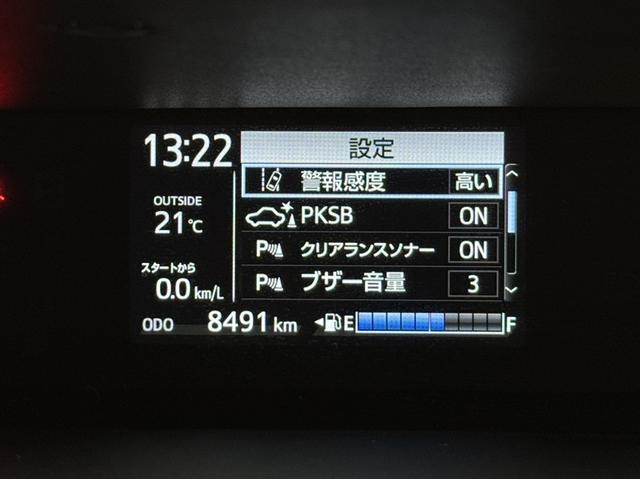 13:22
設定
警報感度 高い
OUTSIDE
21℃
PKSB ON
P クリアランスソナー ON
スタートから
0.0 km/L
P ブザー音量 3
ODO 8491 km E F